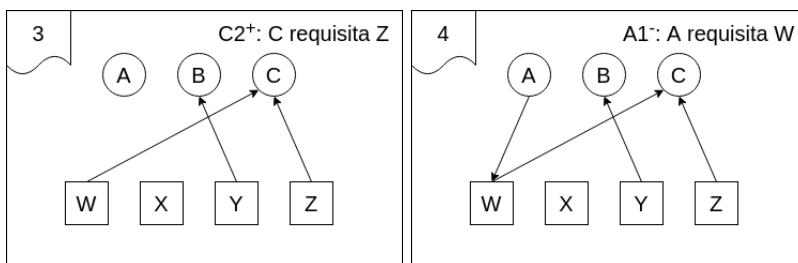 3
C2⁺: C requisita Z
A B C
W X Y Z
4
A1⁻: A requisita W
A B C
W X Y Z